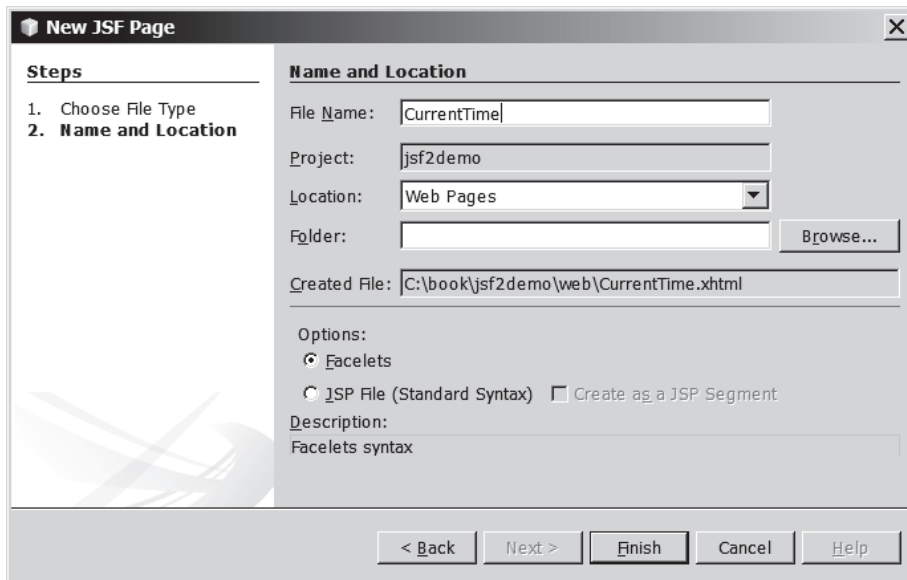 New JSF Page
Steps
1. Choose File Type
2. Name and Location
Name and Location
File Name: CurrentTime
Project: jsf2demo
Location: Web Pages
Folder: Browse...
Created File: C:\book\jsf2demo\web\CurrentTime.xhtml
Options:
Facelets
JSP File (Standard Syntax) Create as a JSP Segment
Description:
Facelets syntax
< Back Next > Finish Cancel Help